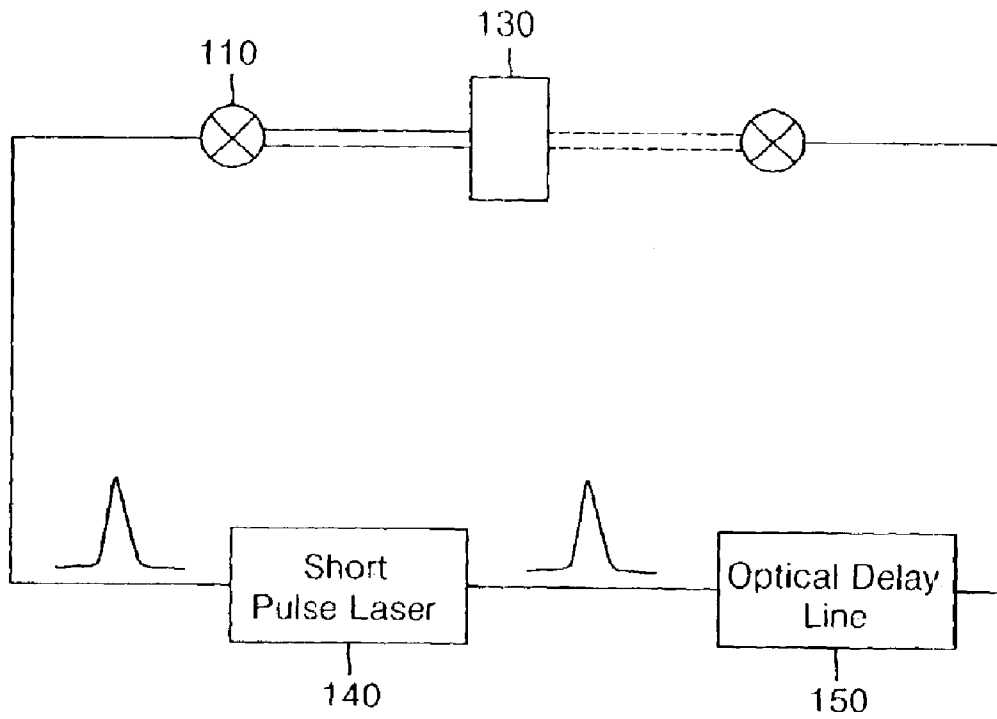 130
110
Short
Pulse Laser
Optical Delay
Line
140
150